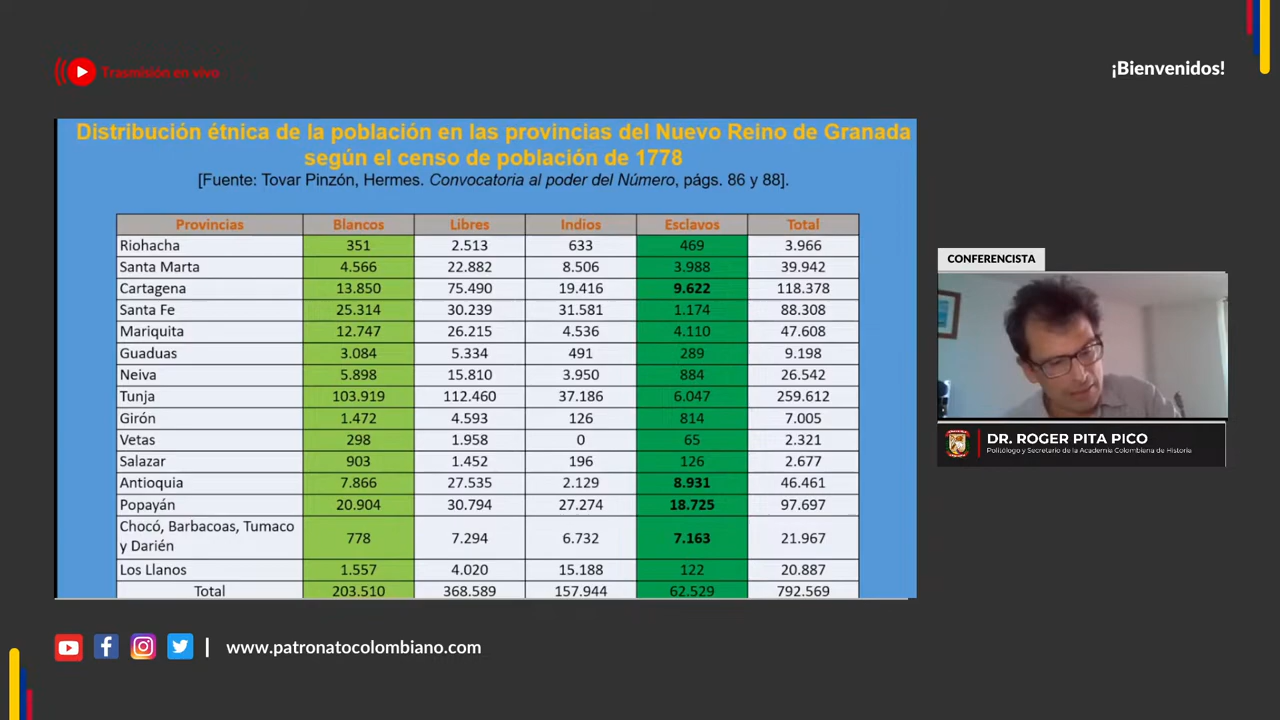 Trasmisión en vivo
¡Bienvenidos!
Distribución étnica de la población en las provincias del Nuevo Reino de Granada
según el censo de población de 1778
[Fuente: Tovar Pinzón, Hermes. Convocatoria al poder del Número, págs. 86 y 88].
Provincias Blancos Libres Indios Esclavos Total
Riohacha 351 2.513 633 469 3.966
Santa Marta 4.566 22.882 8.506 3.988 39.942
Cartagena 13.850 75.490 19.416 9.622 118.378
Santa Fe 25.314 30.239 31.581 1.174 88.308
Mariquita 12.747 26.215 4.536 4.110 47.608
Guaduas 3.084 5.334 491 289 9.198
Neiva 5.898 15.810 3.950 884 26.542
Tunja 103.919 112.460 37.186 6.047 259.612
Girón 1.472 4.593 126 814 7.005
Vetas 298 1.958 0 65 2.321
Salazar 903 1.452 196 126 2.677
Antioquia 7.866 27.535 2.129 8.931 46.461
Popayán 20.904 30.794 27.274 18.725 97.697
Chocó, Barbacoas, Tumaco
y Darién 778 7.294 6.732 7.163 21.967
Los Llanos 1.557 4.020 15.188 122 20.887
Total 203.510 368.589 157.944 62.529 792.569
CONFERENCISTA
DR. ROGER PITA PICO
Politólogo y Secretario de la Academia Colombiana de Historia
www.patronatocolombiano.com